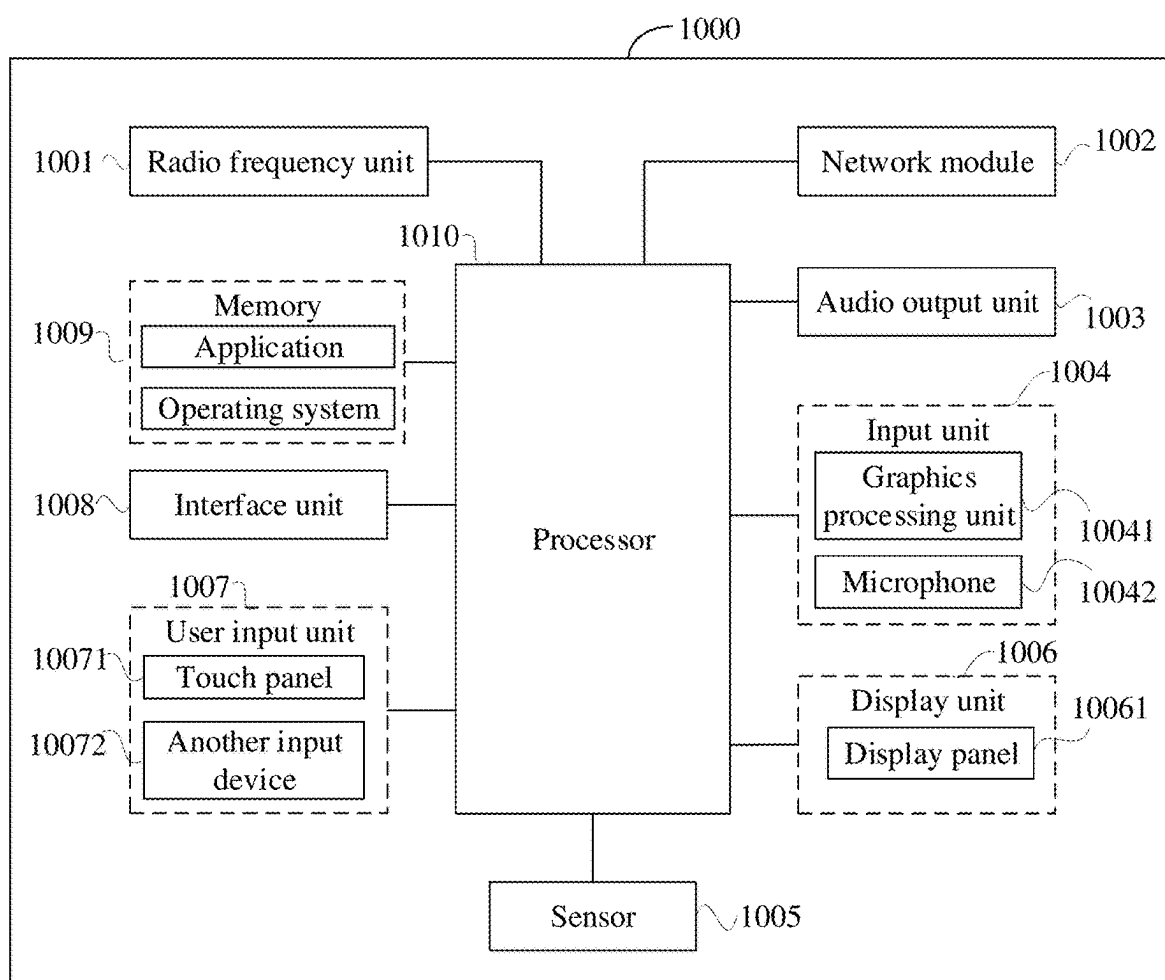 1000
1001
Radio frequency unit
Network module
1002
1010
Memory
1009
Application
Operating system
Audio output unit
1003
1004
Input unit
Graphics
processing unit
10041
Microphone
10042
1008
Interface unit
Processor
1007
User input unit
10071
Touch panel
10072
Another input
device
1006
Display unit
10061
Display panel
Sensor
1005